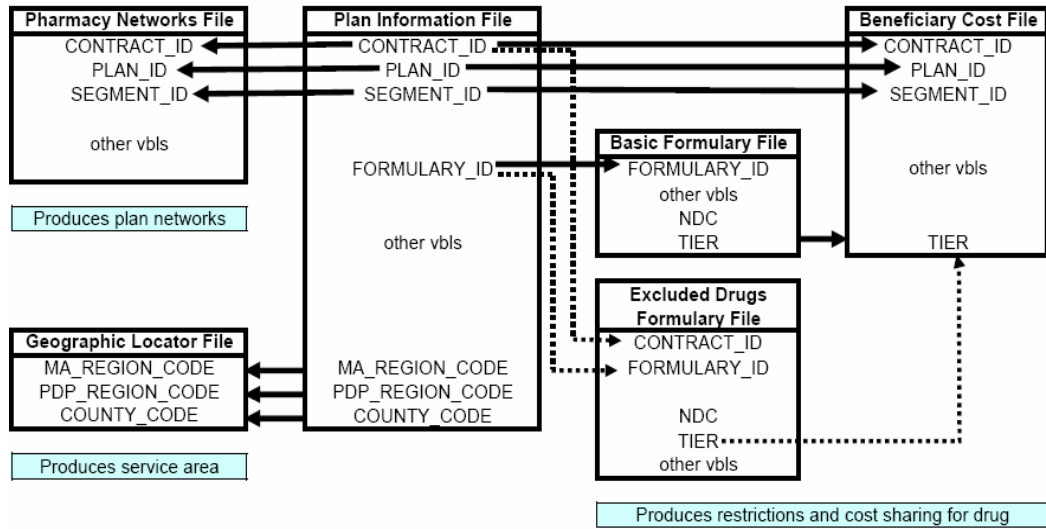 Pharmacy Networks File
CONTRACT_ID
PLAN_ID
SEGMENT_ID
other vbls
Produces plan networks
Geographic Locator File
MA_REGION_CODE
PDP_REGION_CODE
COUNTY_CODE
Produces service area
Plan Information File
CONTRACT_ID
PLAN_ID
SEGMENT_ID
FORMULARY_ID
other vbls
MA_REGION_CODE
PDP_REGION_CODE
COUNTY_CODE
Basic Formulary File
FORMULARY_ID
other vbls
NDC
TIER
Excluded Drugs
Formulary File
CONTRACT_ID
FORMULARY_ID
NDC
TIER
other vbls
Beneficiary Cost File
CONTRACT_ID
PLAN_ID
SEGMENT_ID
other vbls
TIER
Produces restrictions and cost sharing for drug